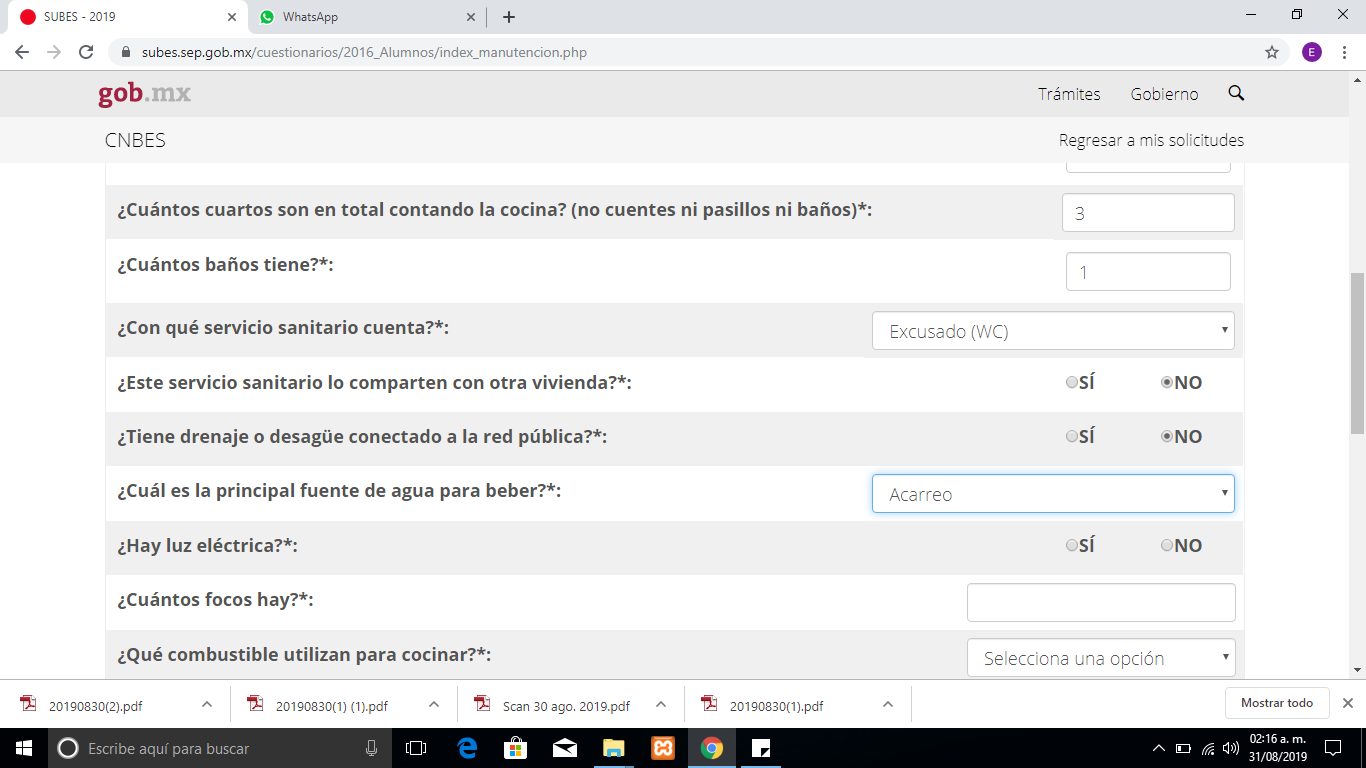 SUBES - 2019
WhatsApp
subes.sep.gob.mx/cuestionarios/2016_Alumnos/index_manutencion.php
E
gob.mx
Trámites
Gobierno
CNBES
Regresar a mis solicitudes
¿Cuántos cuartos son en total contando la cocina? (no cuentes ni pasillos ni baños)*:
3
¿Cuántos baños tiene?*:
1
¿Con qué servicio sanitario cuenta?*:
Excusado (WC)
¿Este servicio sanitario lo comparten con otra vivienda?*:
SÍ
NO
¿Tiene drenaje o desagüe conectado a la red pública?*:
SÍ
NO
¿Cuál es la principal fuente de agua para beber?*:
Acarreo
¿Hay luz eléctrica?*:
SÍ
NO
¿Cuántos focos hay?*:
¿Qué combustible utilizan para cocinar?*:
Selecciona una opción
20190830(2).pdf
20190830(1) (1).pdf
Scan 30 ago. 2019.pdf
20190830(1).pdf
Mostrar todo
Escribe aquí para buscar
02:16 a. m.
31/08/2019